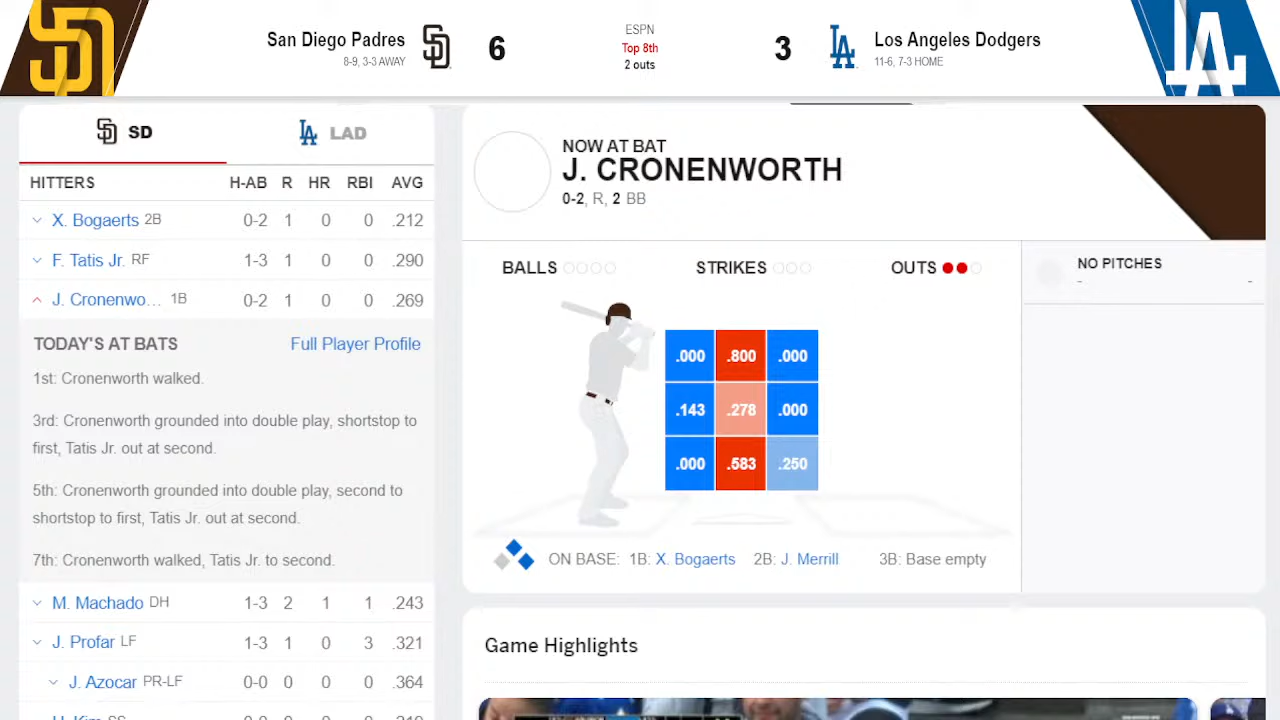 San Diego Padres
8-9, 3-3 AWAY
6
ESPN
Top 8th
2 outs
3
Los Angeles Dodgers
11-6, 7-3 HOME
SD
LAD
HITTERS H-AB R HR RBI AVG
X. Bogaerts 2B 0-2 1 0 0 .212
F. Tatis Jr. RF 1-3 1 0 0 .290
J. Cronenwo... 1B 0-2 1 0 0 .269
TODAY'S AT BATS Full Player Profile
1st: Cronenworth walked.
3rd: Cronenworth grounded into double play, shortstop to
first, Tatis Jr. out at second.
5th: Cronenworth grounded into double play, second to
shortstop to first, Tatis Jr. out at second.
7th: Cronenworth walked, Tatis Jr. to second.
M. Machado DH 1-3 2 1 1 .243
J. Profar LF 1-3 1 0 3 .321
J. Azocar PR-LF 0-0 0 0 0 .364
NOW AT BAT
J. CRONENWORTH
0-2, R, 2 BB
BALLS STRIKES OUTS
NO PITCHES
- -
.000 .800 .000
.143 .278 .000
.000 .583 .250
ON BASE: 1B: X. Bogaerts 2B: J. Merrill 3B: Base empty
Game Highlights